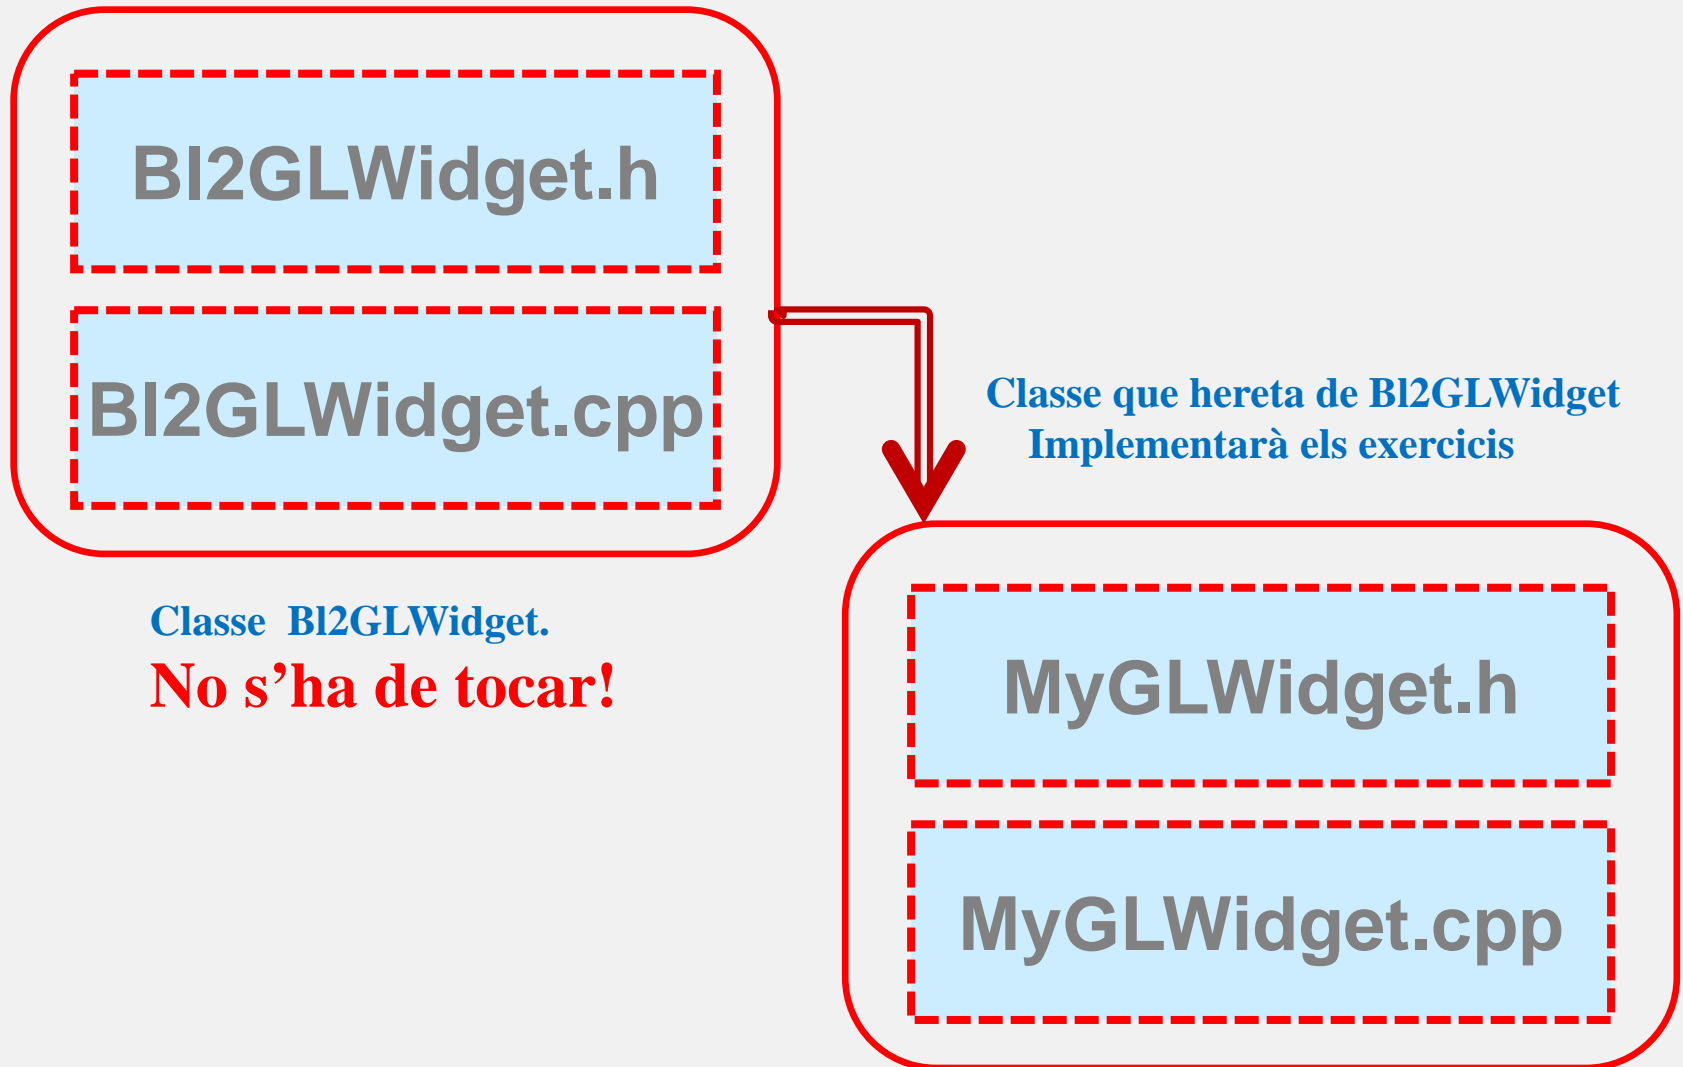 Bl2GLWidget.h
Bl2GLWidget.cpp
Classe que hereta de Bl2GLWidget
Implementarà els exercicis
Classe Bl2GLWidget.
No s’ha de tocar!
MyGLWidget.h
MyGLWidget.cpp